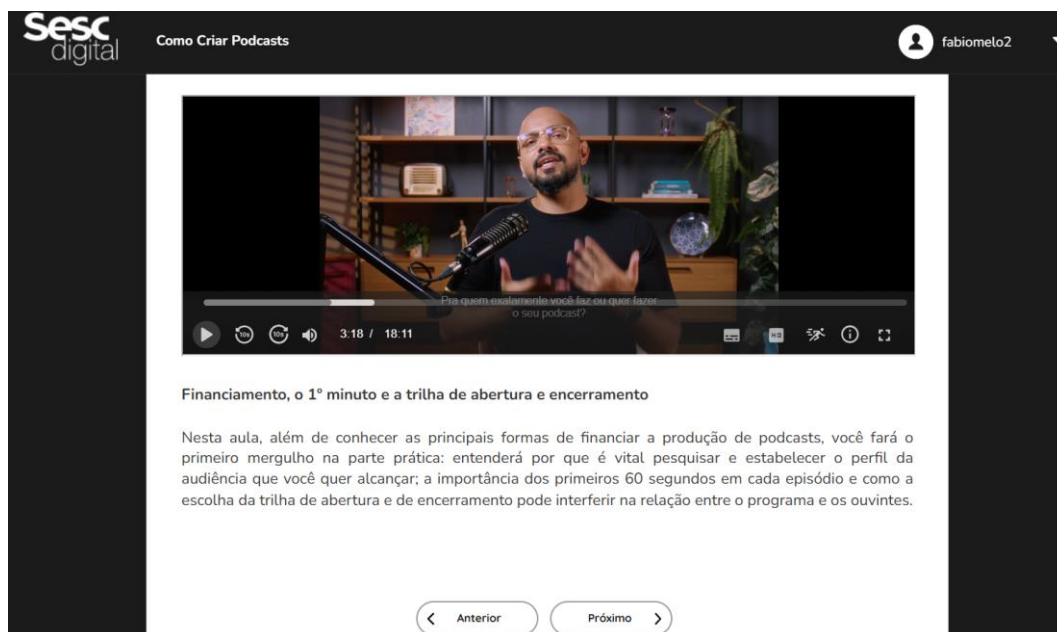 Sesc
digital
Como Criar Podcasts
fabiomelo2
Pra quem exatamente você faz ou quer fazer
o seu podcast?
10s
10s
3:18 / 18:11
HD
Financiamento, o 1º minuto e a trilha de abertura e encerramento
Nesta aula, além de conhecer as principais formas de financiar a produção de podcasts, você fará o
primeiro mergulho na parte prática: entenderá por que é vital pesquisar e estabelecer o perfil da
audiência que você quer alcançar; a importância dos primeiros 60 segundos em cada episódio e como a
escolha da trilha de abertura e de encerramento pode interferir na relação entre o programa e os ouvintes.
Anterior
Próximo